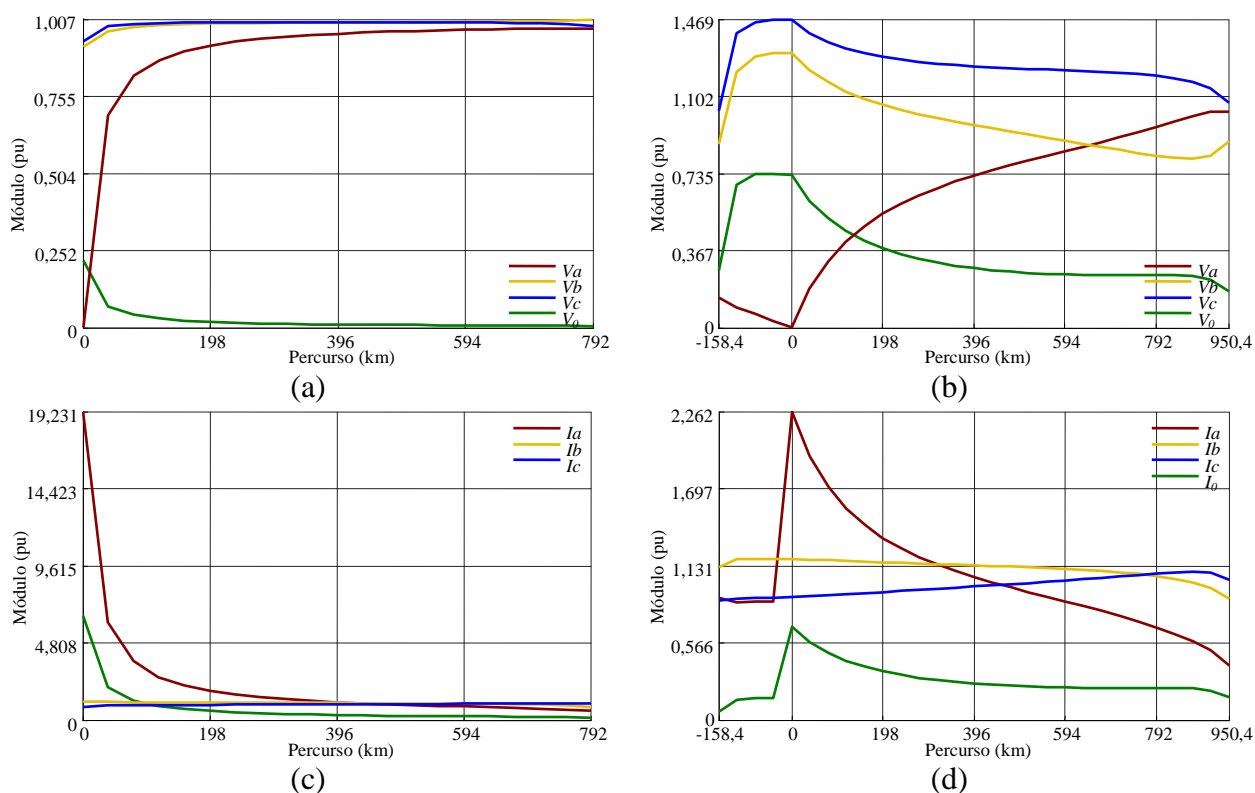 1,007
0,755
0,504
0,252
0
Módulo (pu)
Va
Vb
Vc
V0
0 198 396 594 792
Percurso (km)
(a)
1,469
1,102
0,735
0,367
0
Módulo (pu)
Va
Vb
Vc
V0
-158,4 0 198 396 594 792 950,4
Percurso (km)
(b)
19,231
14,423
9,615
4,808
0
Módulo (pu)
Ia
Ib
Ic
0 198 396 594 792
Percurso (km)
(c)
2,262
1,697
1,131
0,566
0
Módulo (pu)
Ia
Ib
Ic
I0
-158,4 0 198 396 594 792 950,4
Percurso (km)
(d)